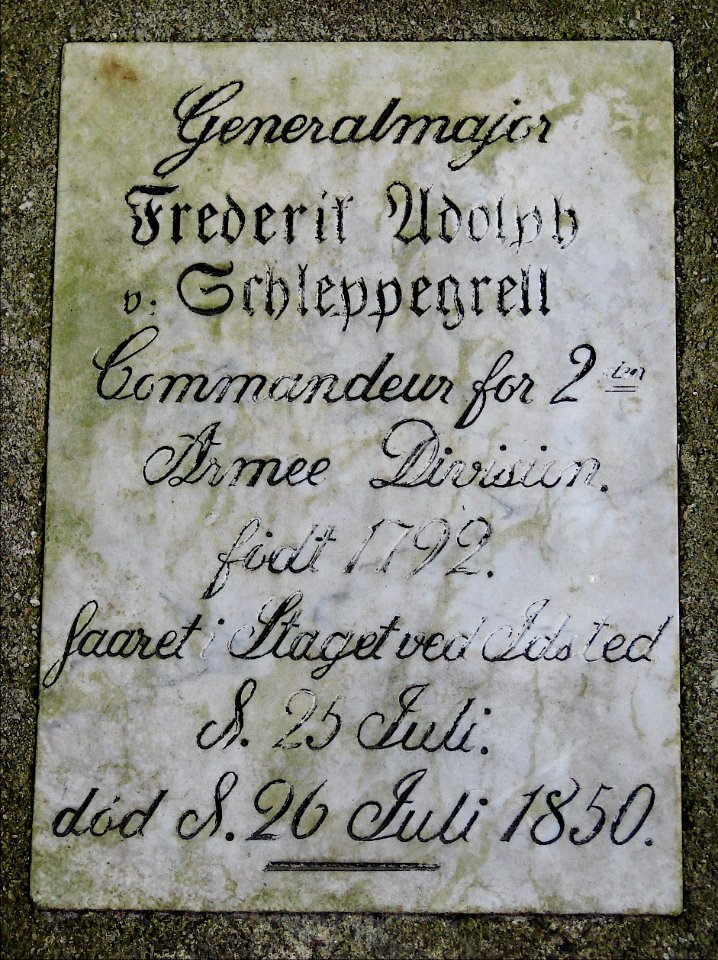 Generalmajor
Frederik Adolph
v: Schleppegrell
Commandeur for 2den
Armee Division.
født 1792.
saaret i Slaget ved Idsted
d. 25 Juli.
død d. 26 Juli 1850.